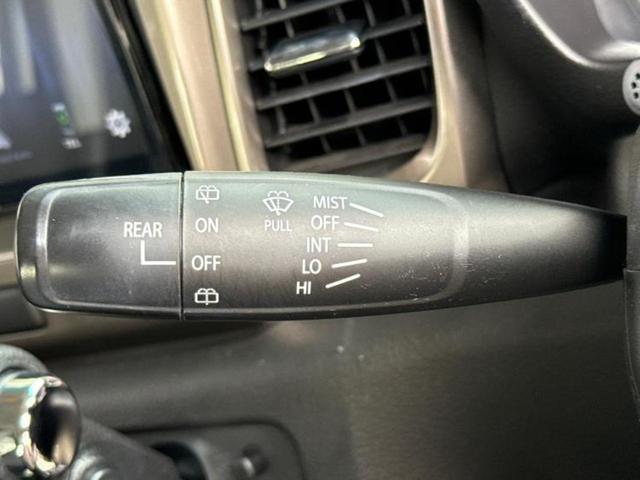 REAR
ON
OFF
PULL
MIST
OFF
INT
LO
HI